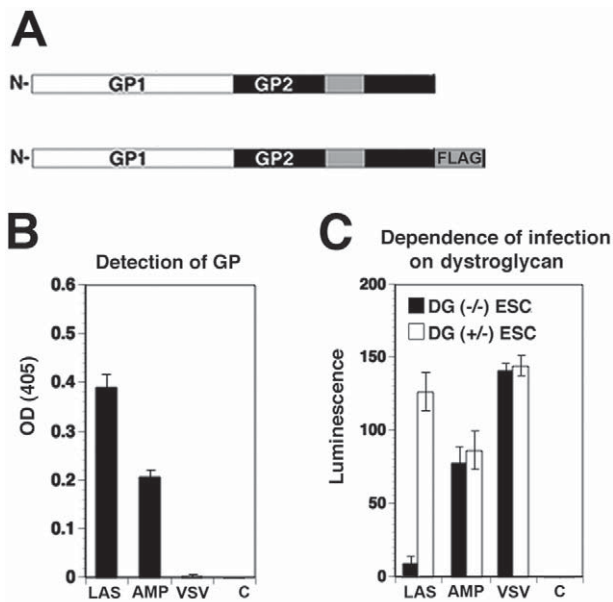 A
N- GP1 GP2
N- GP1 GP2 FLAG
B
Detection of GP
OD (405)
0.6
0.5
0.4
0.3
0.2
0.1
0
LAS AMP VSV C
C
Dependence of infection
on dystroglycan
Luminescence
200
150
100
50
0
DG (-/-) ESC
DG (+/-) ESC
LAS AMP VSV C